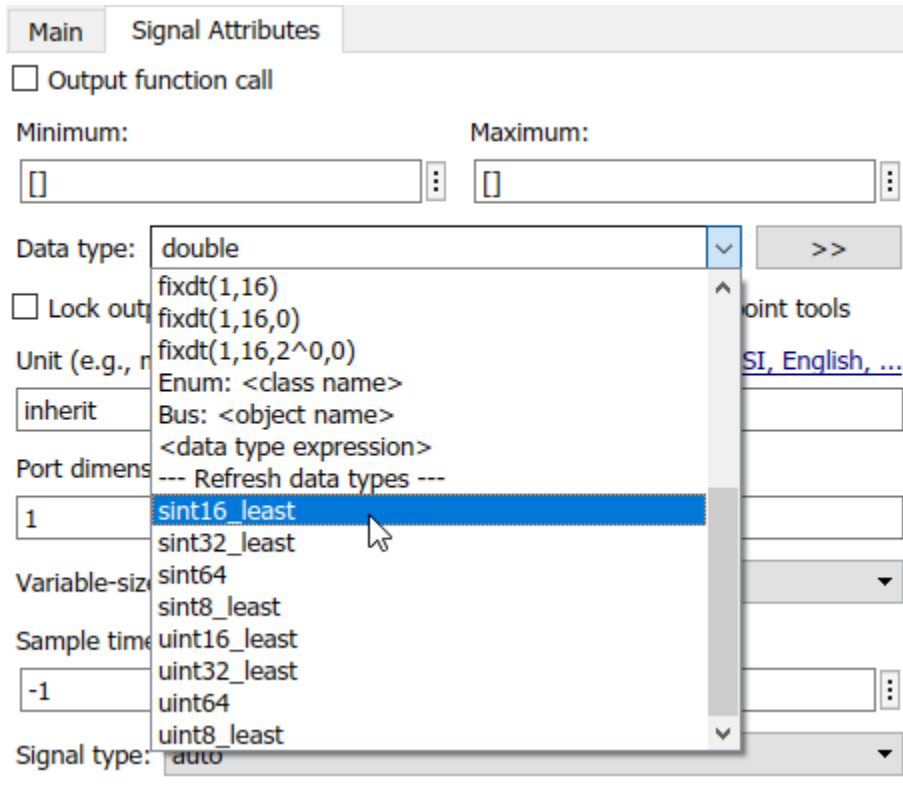 Main Signal Attributes
Output function call
Minimum: Maximum:
[] []
Data type: double >>
fixdt(1,16)
Lock outp oint tools
fixdt(1,16,0)
fixdt(1,16,2^0,0)
Unit (e.g., m SI, English, ...
Enum: <class name>
inherit
Bus: <object name>
<data type expression>
Port dimens
--- Refresh data types ---
1
sint16_least
sint32_least
Variable-size
sint64
sint8_least
Sample time
uint16_least
uint32_least
-1
uint64
uint8_least
Signal type: auto